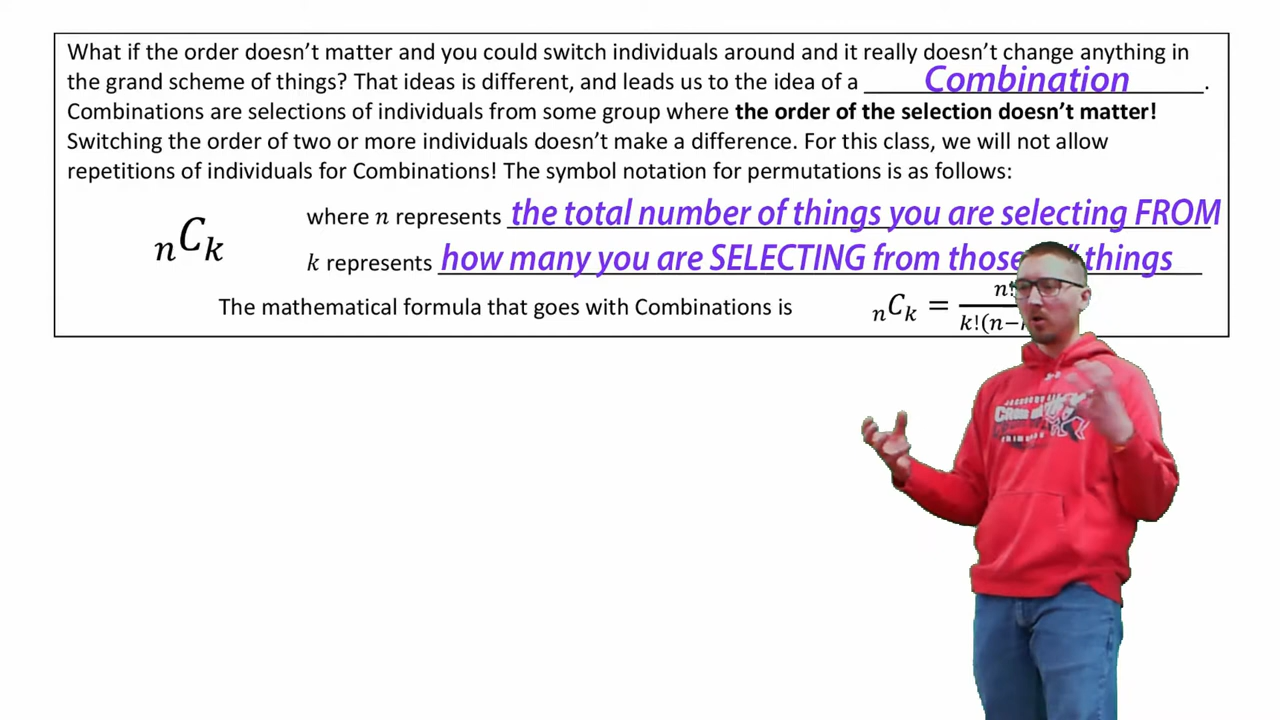 What if the order doesn’t matter and you could switch individuals around and it really doesn’t change anything in
the grand scheme of things? That ideas is different, and leads us to the idea of a Combination.
Combinations are selections of individuals from some group where the order of the selection doesn’t matter!
Switching the order of two or more individuals doesn’t make a difference. For this class, we will not allow
repetitions of individuals for Combinations! The symbol notation for permutations is as follows:
nCk
where n represents the total number of things you are selecting FROM
k represents how many you are SELECTING from those things
The mathematical formula that goes with Combinations is nCk = n!
k!(n−